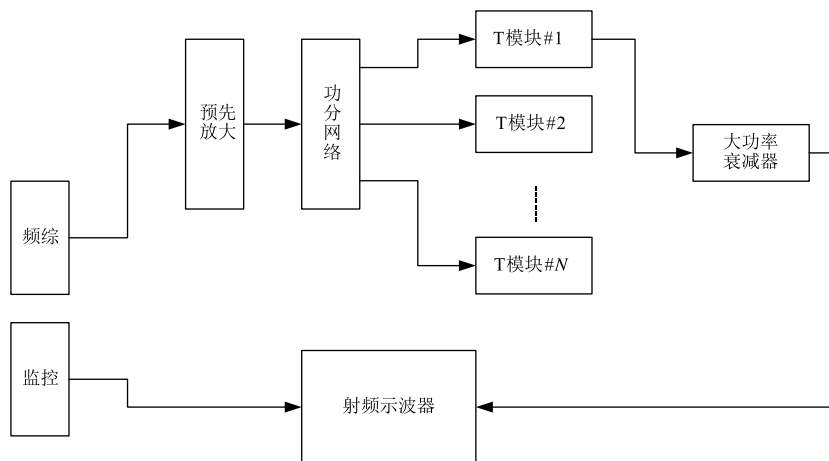 T模块#1
预先
放大
功
分
网
络
T模块#2
大功率
衰减器
频综
T模块#N
监控
射频示波器